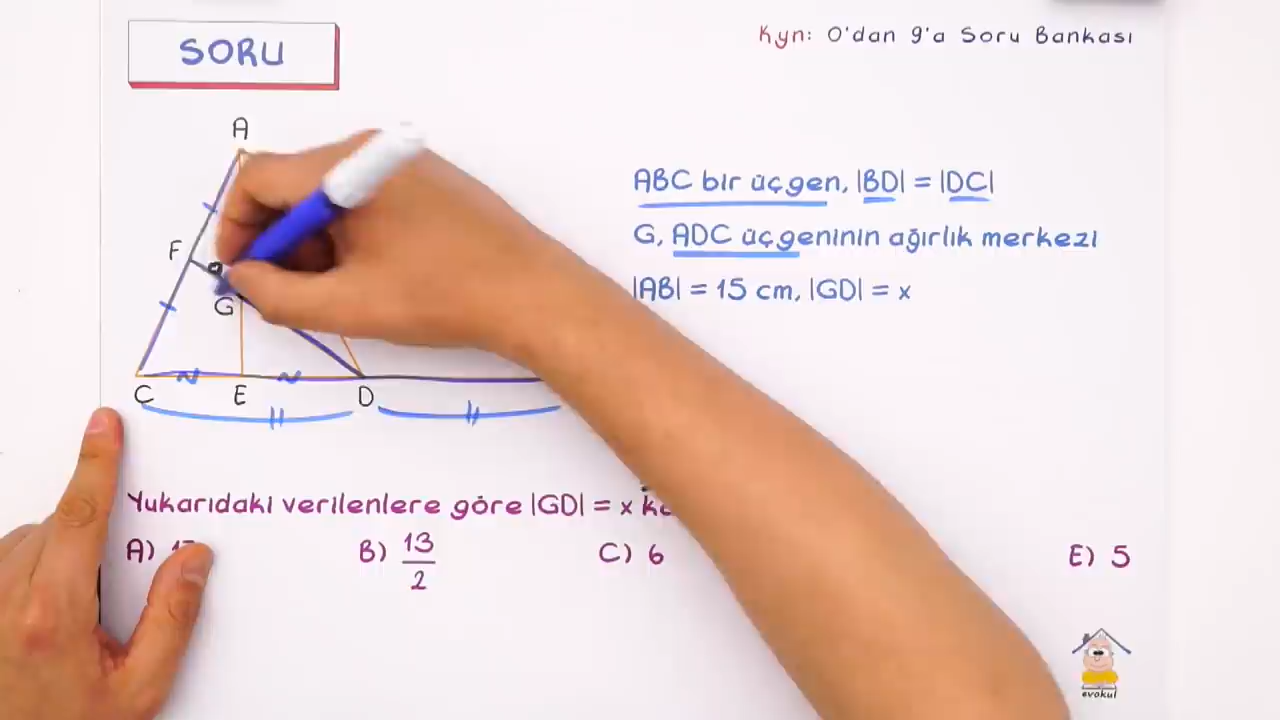 SORU
Kyn: 0'dan 9'a Soru Bankası
A
ABC bir üçgen, |BD| = |DC|
F
G, ADC üçgeninin ağırlık merkezi
a
|AB| = 15 cm, |GD| = x
G
C E D
Yukarıdaki verilenlere göre |GD| = x
A) B) 13/2 C) 6 E) 5
evokul